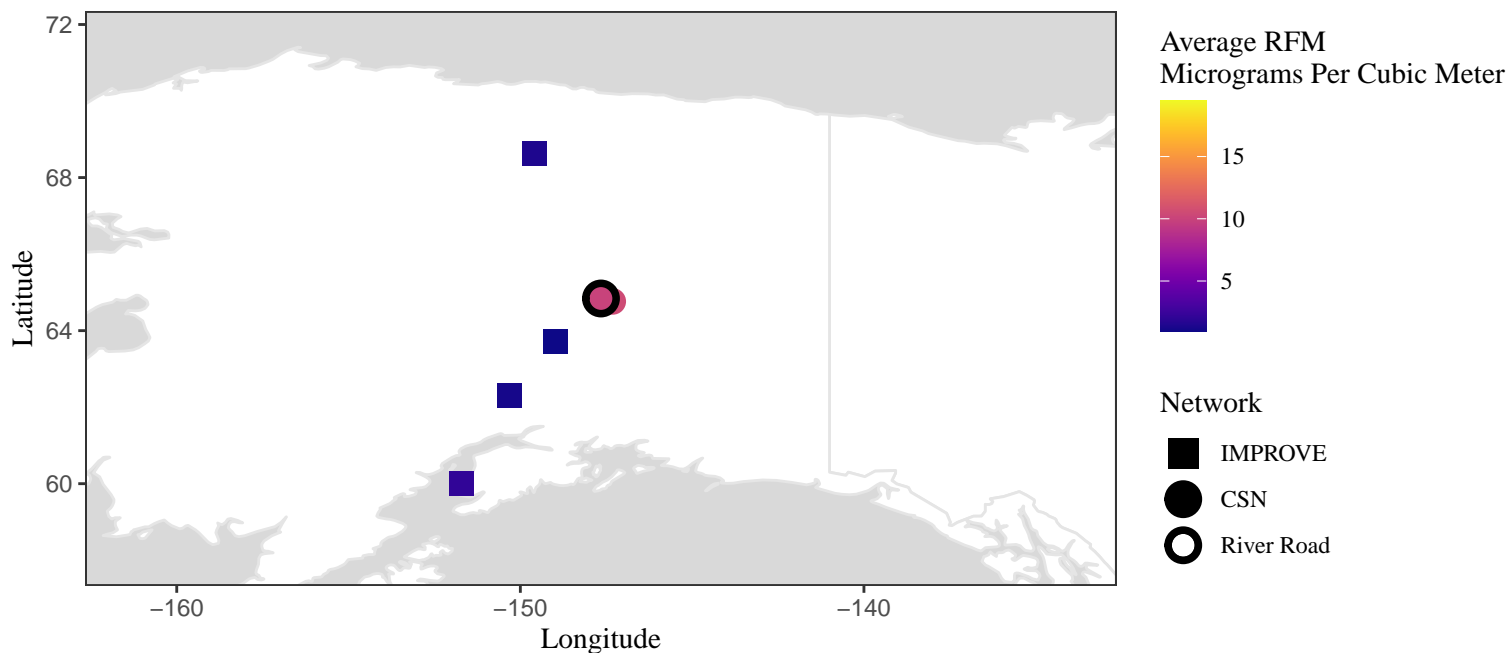 72
68
64
60
Latitude
−160
−150
−140
Longitude
Average RFM
Micrograms Per Cubic Meter
15
10
5
Network
IMPROVE
CSN
River Road